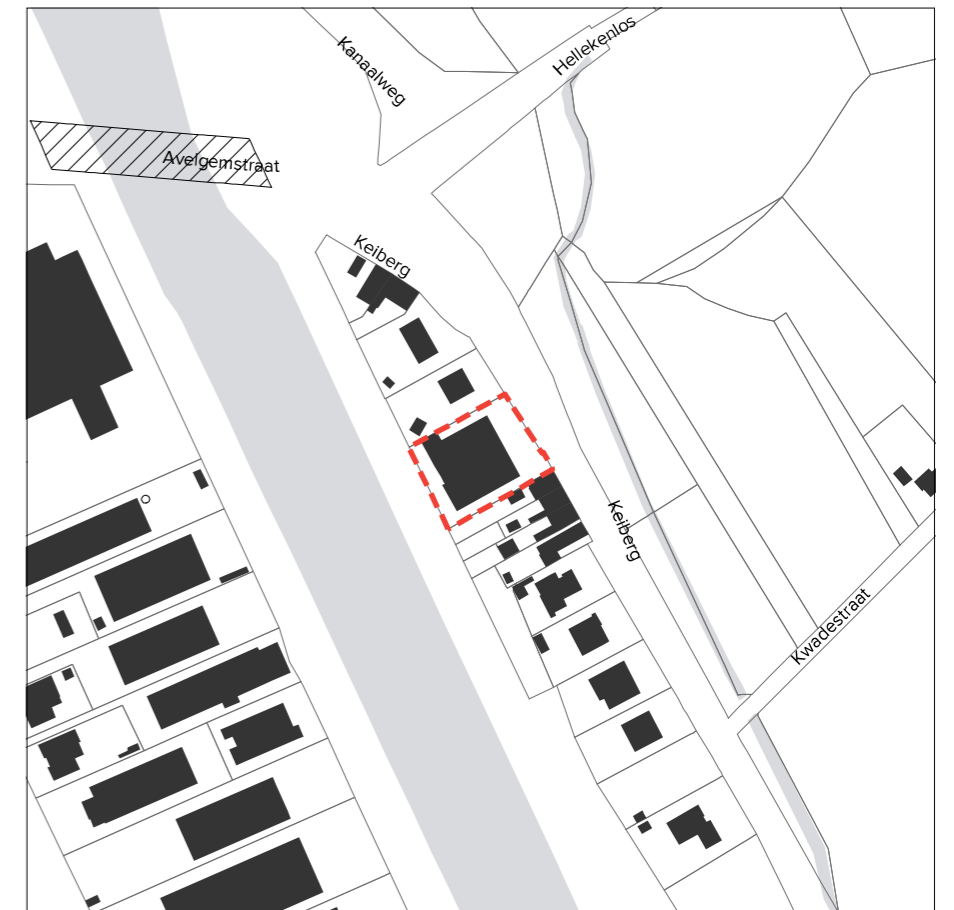 Hellekenlos
Kanaalweg
Avelgemstraat
Keiberg
Keiberg
Kwadestraat